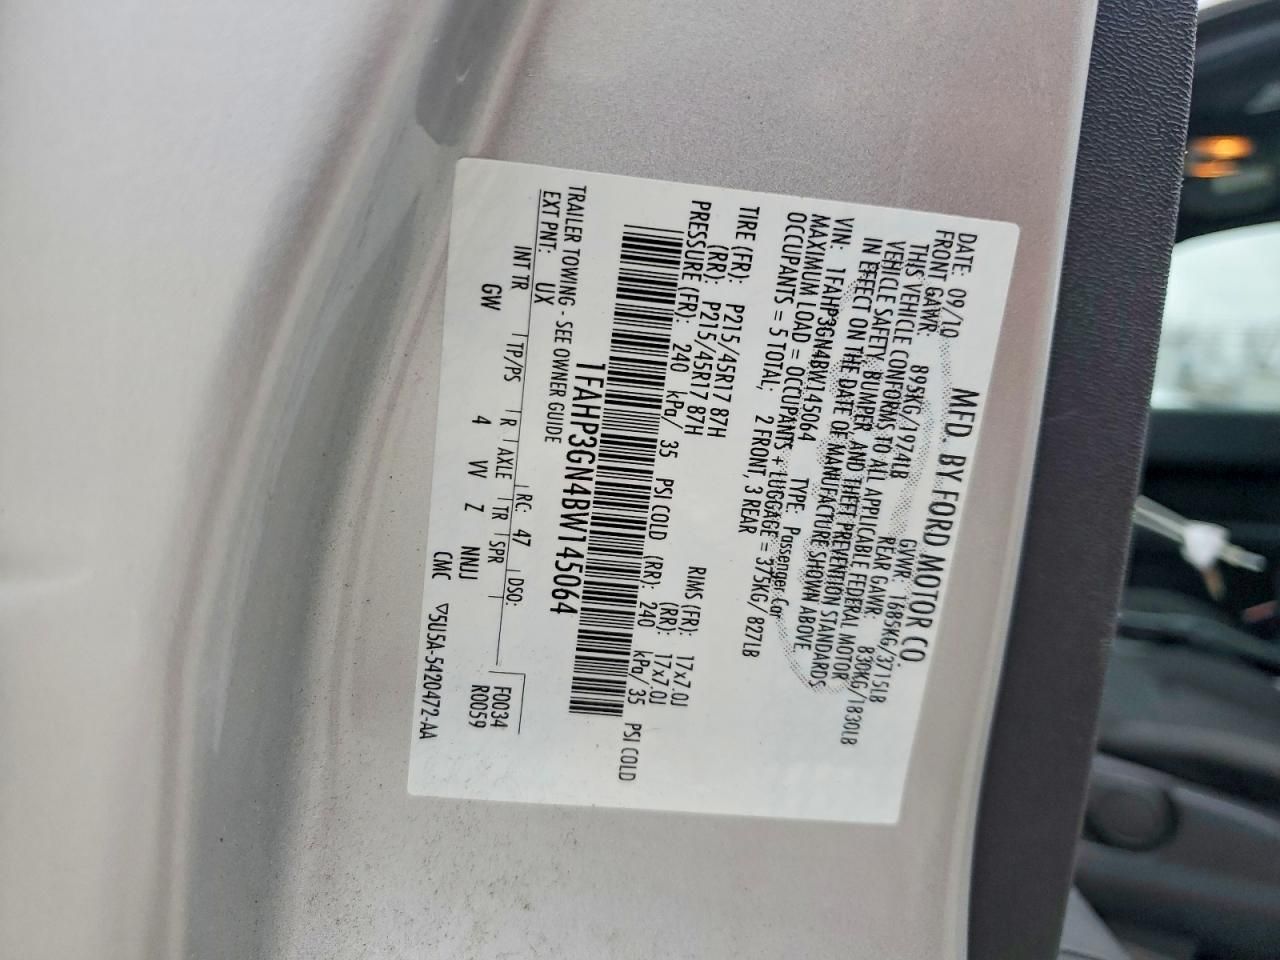 MFD. BY FORD MOTOR CO.
DATE: 09/10 GVWR: 1685KG/3715LB
FRONT GAWR: 895KG/1974LB REAR GAWR: 830KG/1830LB
THIS VEHICLE CONFORMS TO ALL APPLICABLE FEDERAL MOTOR
VEHICLE SAFETY, BUMPER, AND THEFT PREVENTION STANDARDS
IN EFFECT ON THE DATE OF MANUFACTURE SHOWN ABOVE.
VIN: 1FAHP3GN4BW145064 TYPE: Passenger Car
MAXIMUM LOAD = OCCUPANTS + LUGGAGE = 375KG/827LB
OCCUPANTS = 5 TOTAL; 2 FRONT, 3 REAR
TIRE (FR): P215/45R17 87H RIMS (FR): 17x7.0J
(RR): P215/45R17 87H (RR): 17x7.0J
PRESSURE (FR): 240 kPa/ 35 PSI COLD (RR): 240 kPa/ 35 PSI COLD
1FAHP3GN4BW145064
TRAILER TOWING - SEE OWNER GUIDE
EXT PNT: UX RC: 47 DSO: F0034
INT TR TP/PS R AXLE TR SPR R0059
GW 4 W Z NNJJ
CMC ▽5U5A-5420472-AA